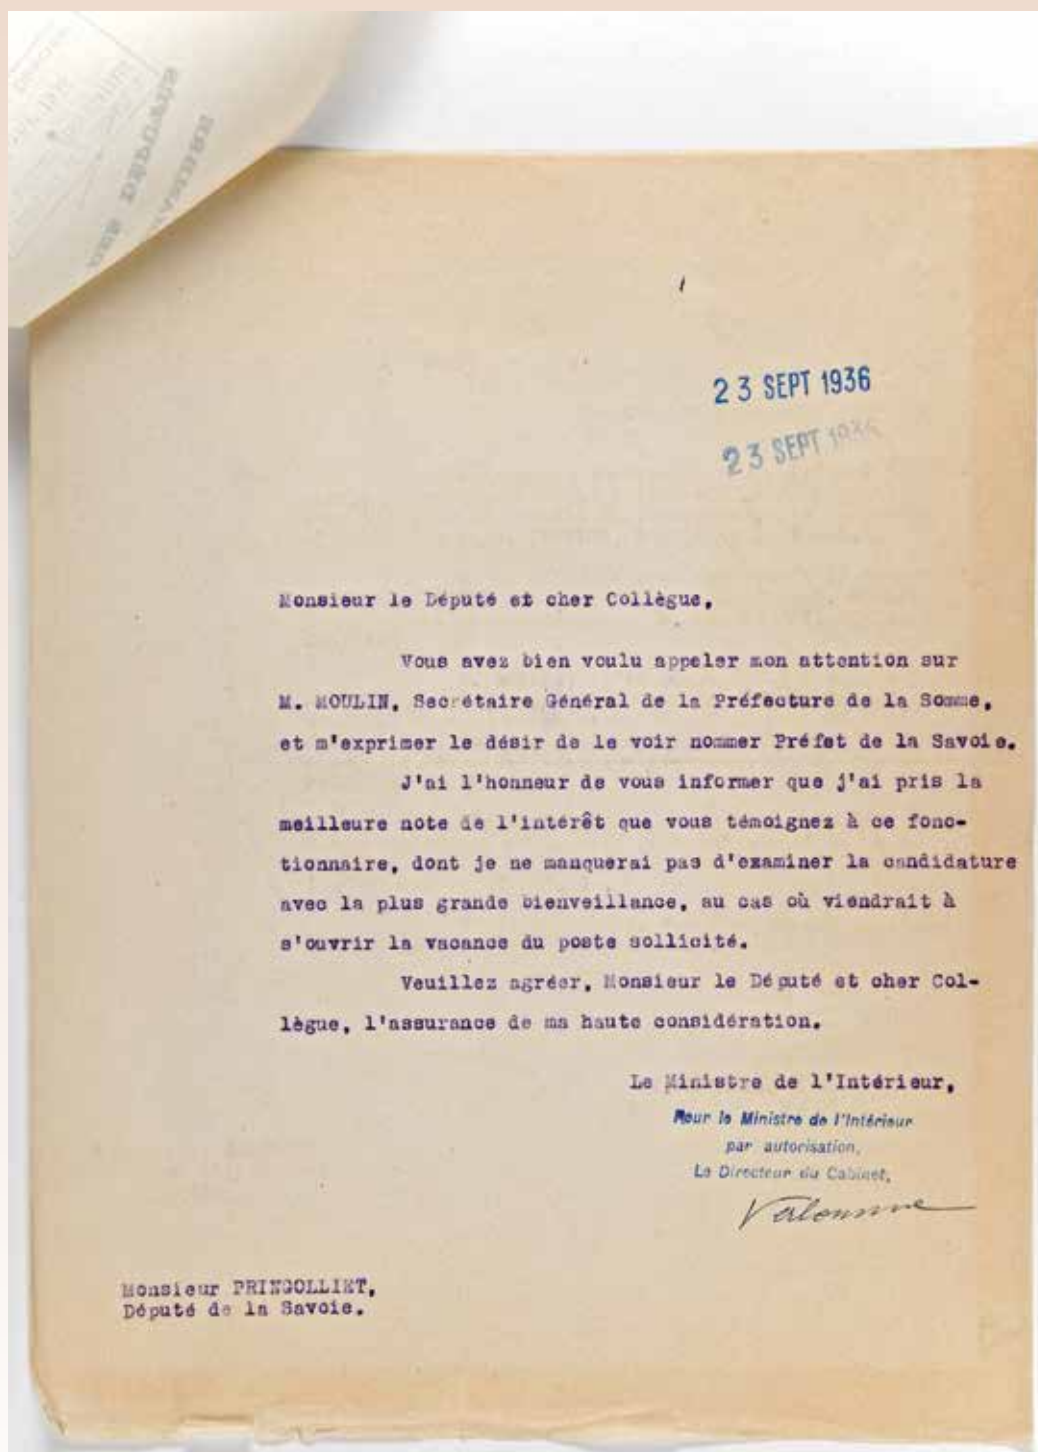 23 SEPT 1936
23 SEPT 1936
Monsieur le Député et cher Collègue,
Vous avez bien voulu appeler mon attention sur
M. MOULIN, Secrétaire Général de la Préfecture de la Somme,
et m'exprimer le désir de le voir nommer Préfet de la Savoie.
J'ai l'honneur de vous informer que j'ai pris la
meilleure note de l'intérêt que vous témoignez à ce fonc-
tionnaire, dont je ne manquerai pas d'examiner la candidature
avec la plus grande bienveillance, au cas où viendrait à
s'ouvrir la vacance du poste sollicité.
Veuillez agréer, Monsieur le Député et cher Col-
lègue, l'assurance de ma haute considération.
Le Ministre de l'Intérieur,
Pour le Ministre de l'Intérieur
par autorisation,
Le Directeur du Cabinet,
Monsieur PRINGOLLIET,
Député de la Savoie.